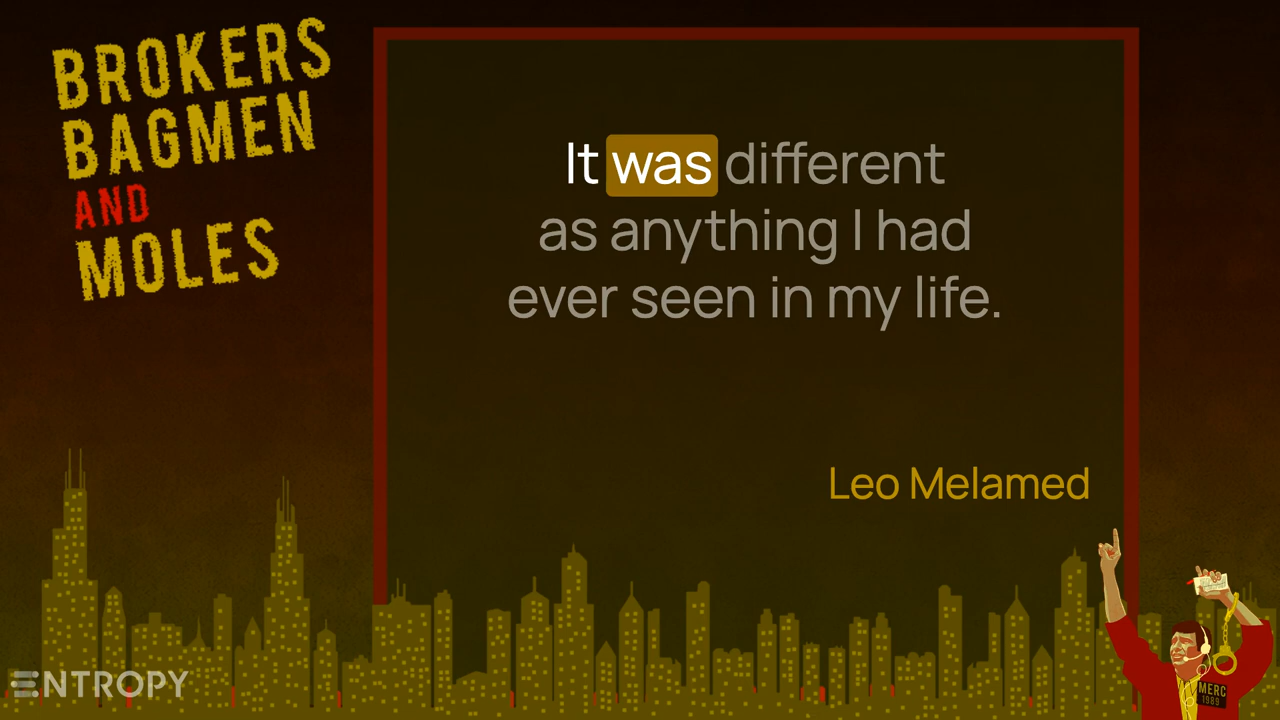 BROKERS
BAGMEN
AND
MOLES
It was different
as anything I had
ever seen in my life.
Leo Melamed
ENTROPY
MERC
1989